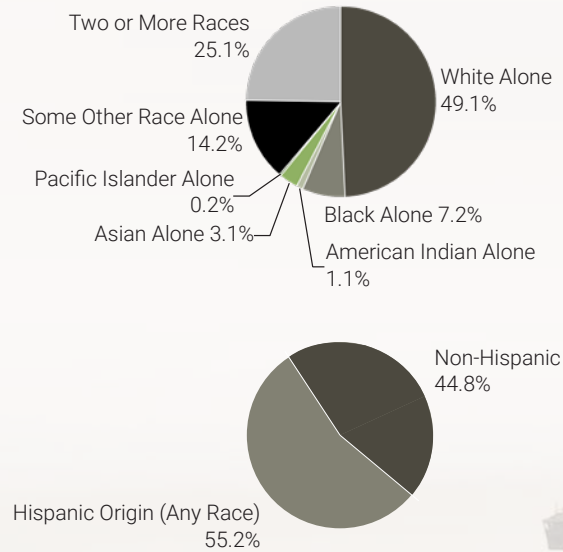 Two or More Races
25.1%
White Alone
49.1%
Some Other Race Alone
14.2%
Pacific Islander Alone
0.2%
Asian Alone 3.1%
Black Alone 7.2%
American Indian Alone
1.1%
Non-Hispanic
44.8%
Hispanic Origin (Any Race)
55.2%